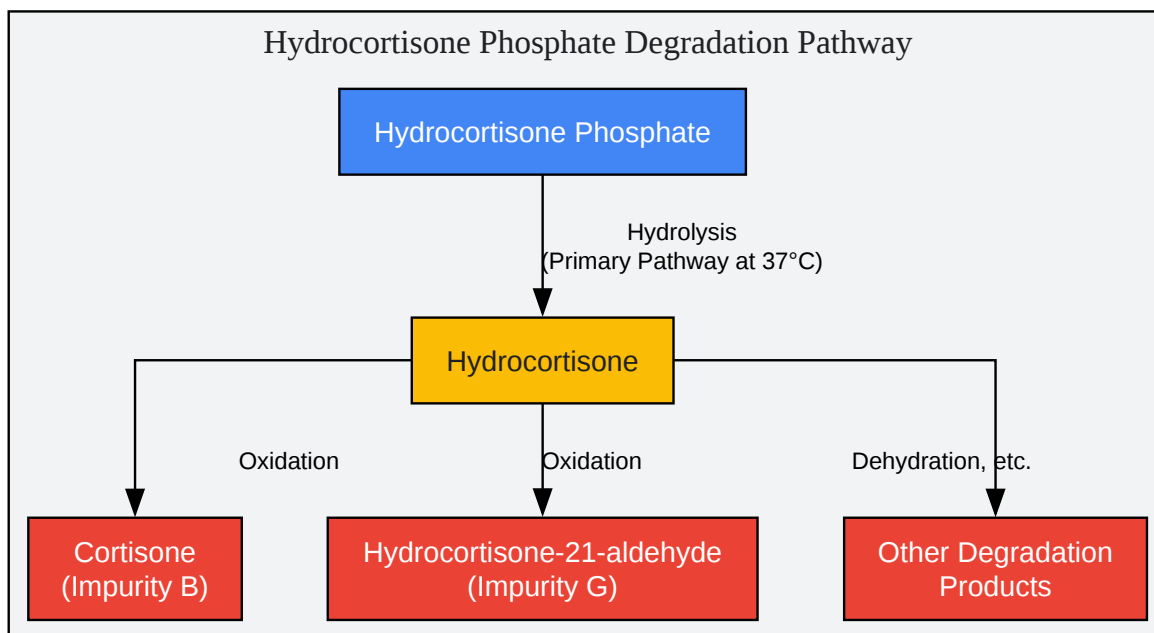 Hydrocortisone Phosphate Degradation Pathway
Hydrocortisone Phosphate
Hydrolysis
(Primary Pathway at 37°C)
Hydrocortisone
Oxidation
Oxidation
Dehydration, etc.
Cortisone
(Impurity B)
Hydrocortisone-21-aldehyde
(Impurity G)
Other Degradation
Products